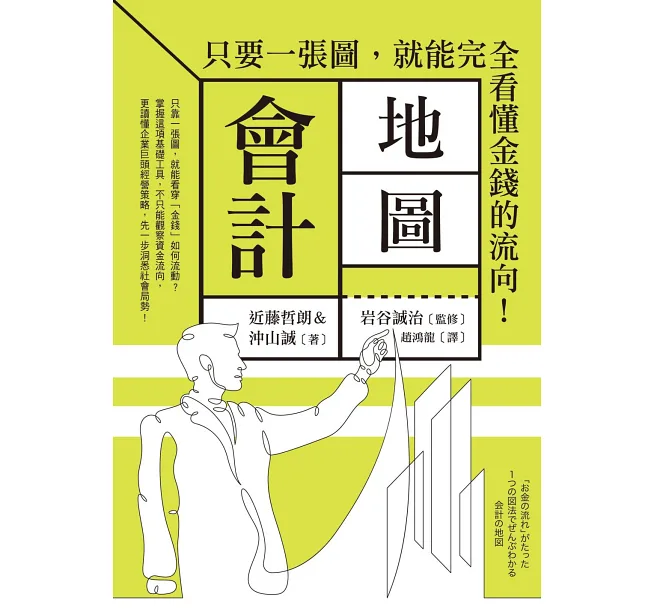 只要一張圖，就能完全看懂金錢的流向！
會計
地圖
只靠一張圖，就能看穿「金錢」如何流動？
掌握這項基礎工具，不只能觀察資金流向，
更讀懂企業巨頭經營策略，先一步洞悉社會局勢！
近藤哲朗&
沖山誠〔著〕
岩谷誠治〔監修〕
趙鴻龍〔譯〕
「お金の流れ」がたった
1つの図法でぜんぶわかる
会計の地図